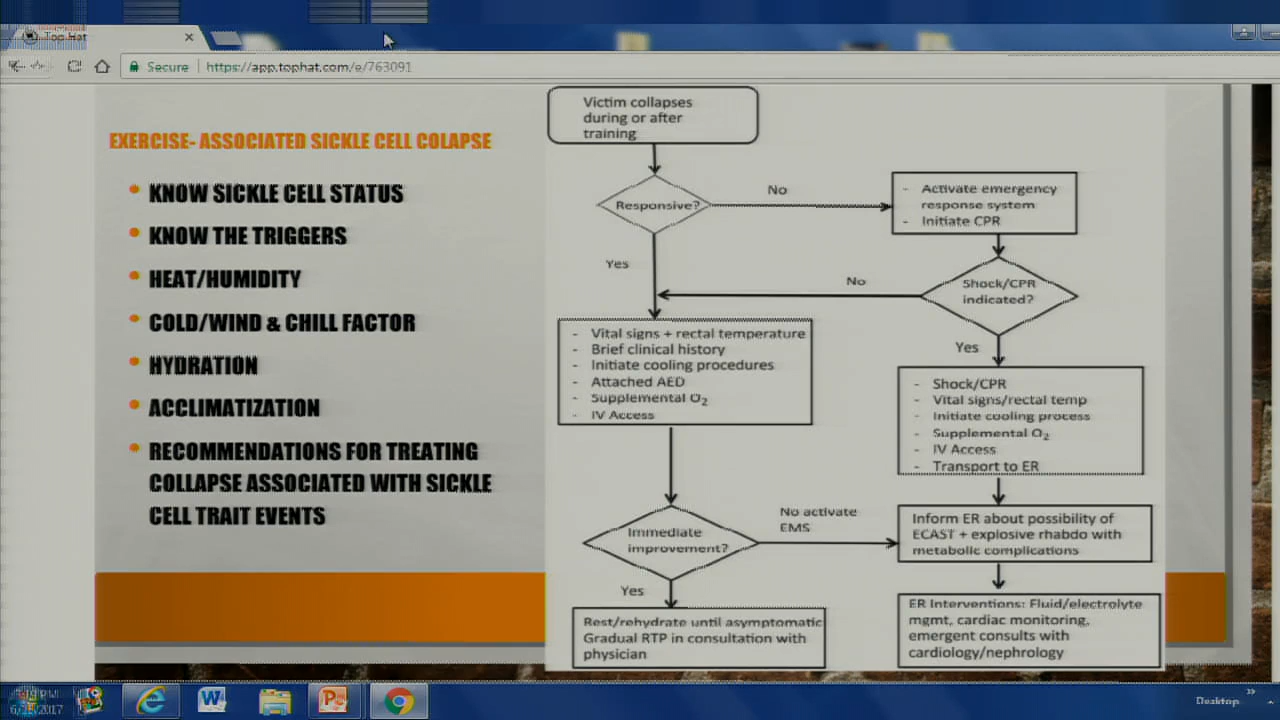 Top Hat
Secure
https://app.tophat.com/e/763091
EXERCISE- ASSOCIATED SICKLE CELL COLAPSE
KNOW SICKLE CELL STATUS
KNOW THE TRIGGERS
HEAT/HUMIDITY
COLD/WIND & CHILL FACTOR
HYDRATION
ACCLIMATIZATION
RECOMMENDATIONS FOR TREATING
COLLAPSE ASSOCIATED WITH SICKLE
CELL TRAIT EVENTS
Victim collapses
during or after
training
Responsive?
No
- Activate emergency
response system
- Initiate CPR
Yes
No
Shock/CPR
indicated?
Yes
- Vital signs + rectal temperature
- Brief clinical history
- Initiate cooling procedures
- Attached AED
- Supplemental O2
- IV Access
- Shock/CPR
- Vital signs/rectal temp
- Initiate cooling process
- Supplemental O2
- IV Access
- Transport to ER
Immediate
improvement?
No activate
EMS
Inform ER about possibility of
ECAST + explosive rhabdo with
metabolic complications
Yes
Rest/rehydrate until asymptomatic
Gradual RTP in consultation with
physician
ER Interventions: Fluid/electrolyte
mgmt, cardiac monitoring,
emergent consults with
cardiology/nephrology
Desktop